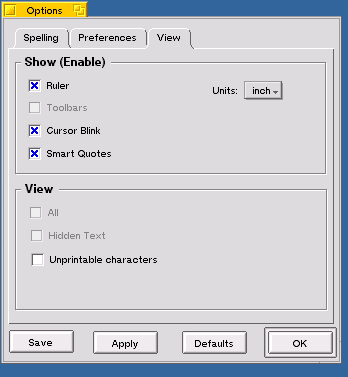 Options
Spelling Preferences View
Show (Enable)
Ruler Units: inch
Toolbars
Cursor Blink
Smart Quotes
View
All
Hidden Text
Unprintable characters
Save Apply Defaults OK